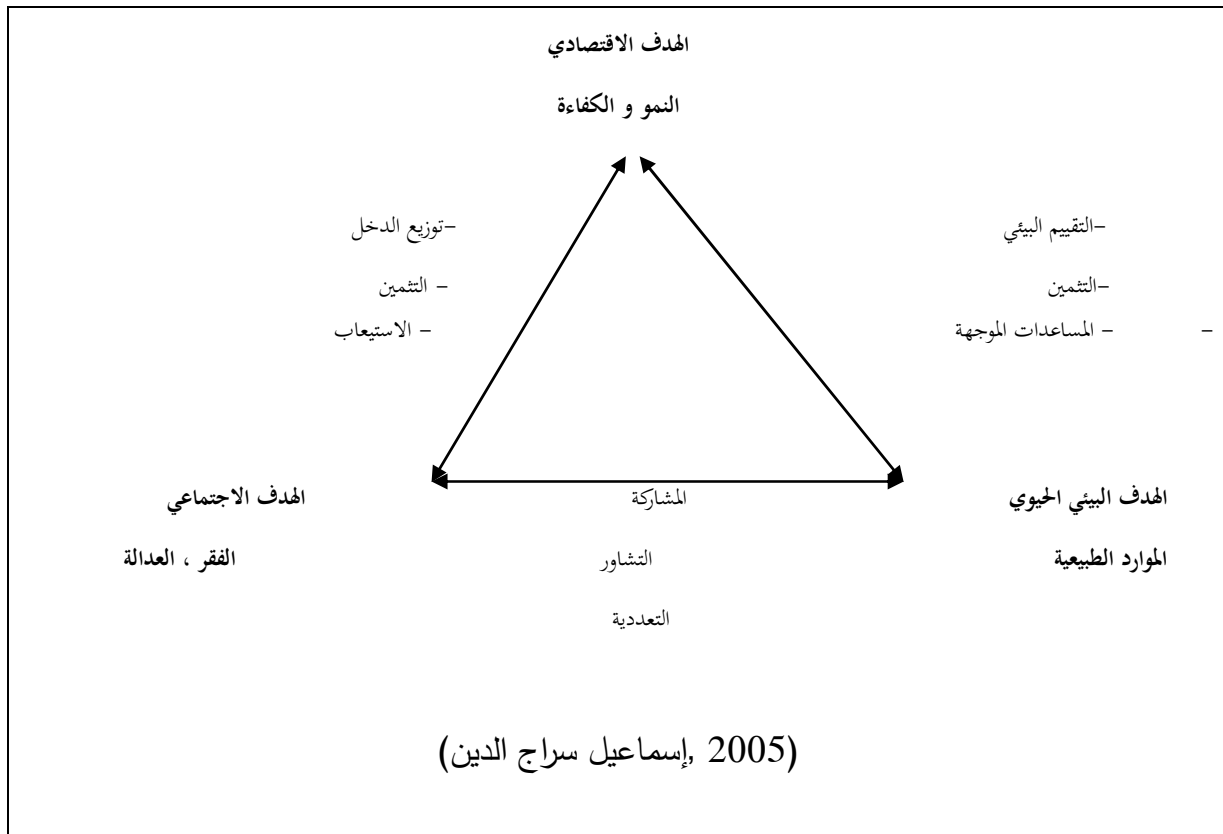 الهدف الاقتصادي
النمو و الكفاءة
–التقييم البيئي
–توزيع الدخل
–التثمين
– التثمين
– – المساعدات الموجهة
– الاستيعاب
الهدف البيئي الحيوي
المشاركة
الهدف الاجتماعي
الموارد الطبيعية
التشاور
الفقر ، العدالة
التعددية
(إسماعيل سراج الدين, 2005)